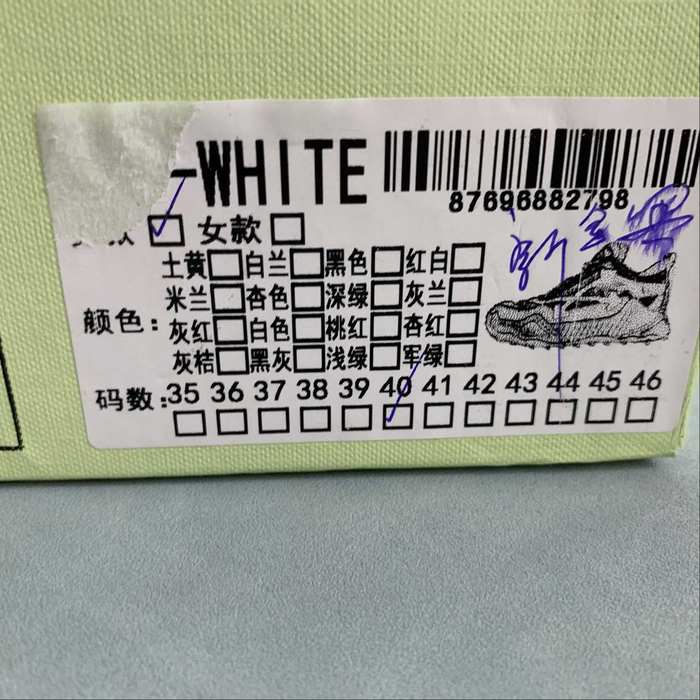 -WHITE
87696882798
款 女款
土黄 白兰 黑色 红白
米兰 杏色 深绿 灰兰
颜色:
灰红 白色 桃红 杏红
灰桔 黑灰 浅绿 军绿
码数: 35 36 37 38 39 40 41 42 43 44 45 46